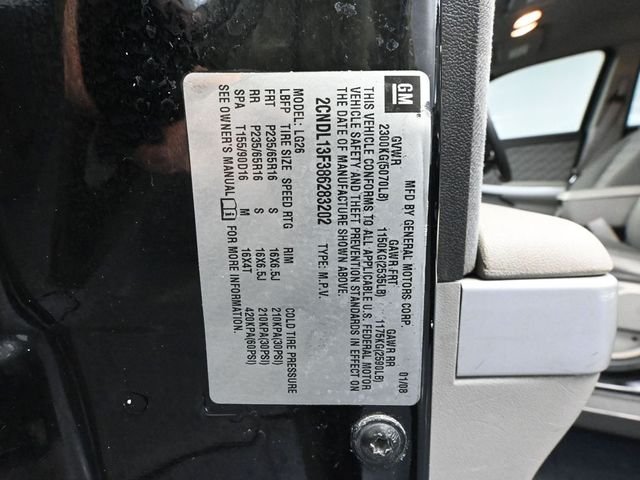 GM
MFD BY GENERAL MOTORS CORP. 01/08
GVWR GAWR FRT GAWR RR
2300KG(5070LB) 1150KG(2535LB) 1175KG(2590LB)
THIS VEHICLE CONFORMS TO ALL APPLICABLE U.S. FEDERAL MOTOR
VEHICLE SAFETY AND THEFT PREVENTION STANDARDS IN EFFECT ON
THE DATE OF MANUFACTURE SHOWN ABOVE.
2CNDL13F386283202 TYPE: M.P.V.
MODEL: LG26
LBFP TIRE SIZE SPEED RTG RIM COLD TIRE PRESSURE
FRT P235/65R16 S 16X6.5J 210KPA(30PSI)
RR P235/65R16 S 16X6.5J 210KPA(30PSI)
SPA T155/90D16 M 16X4T 420KPA(60PSI)
SEE OWNER'S MANUAL FOR MORE INFORMATION.